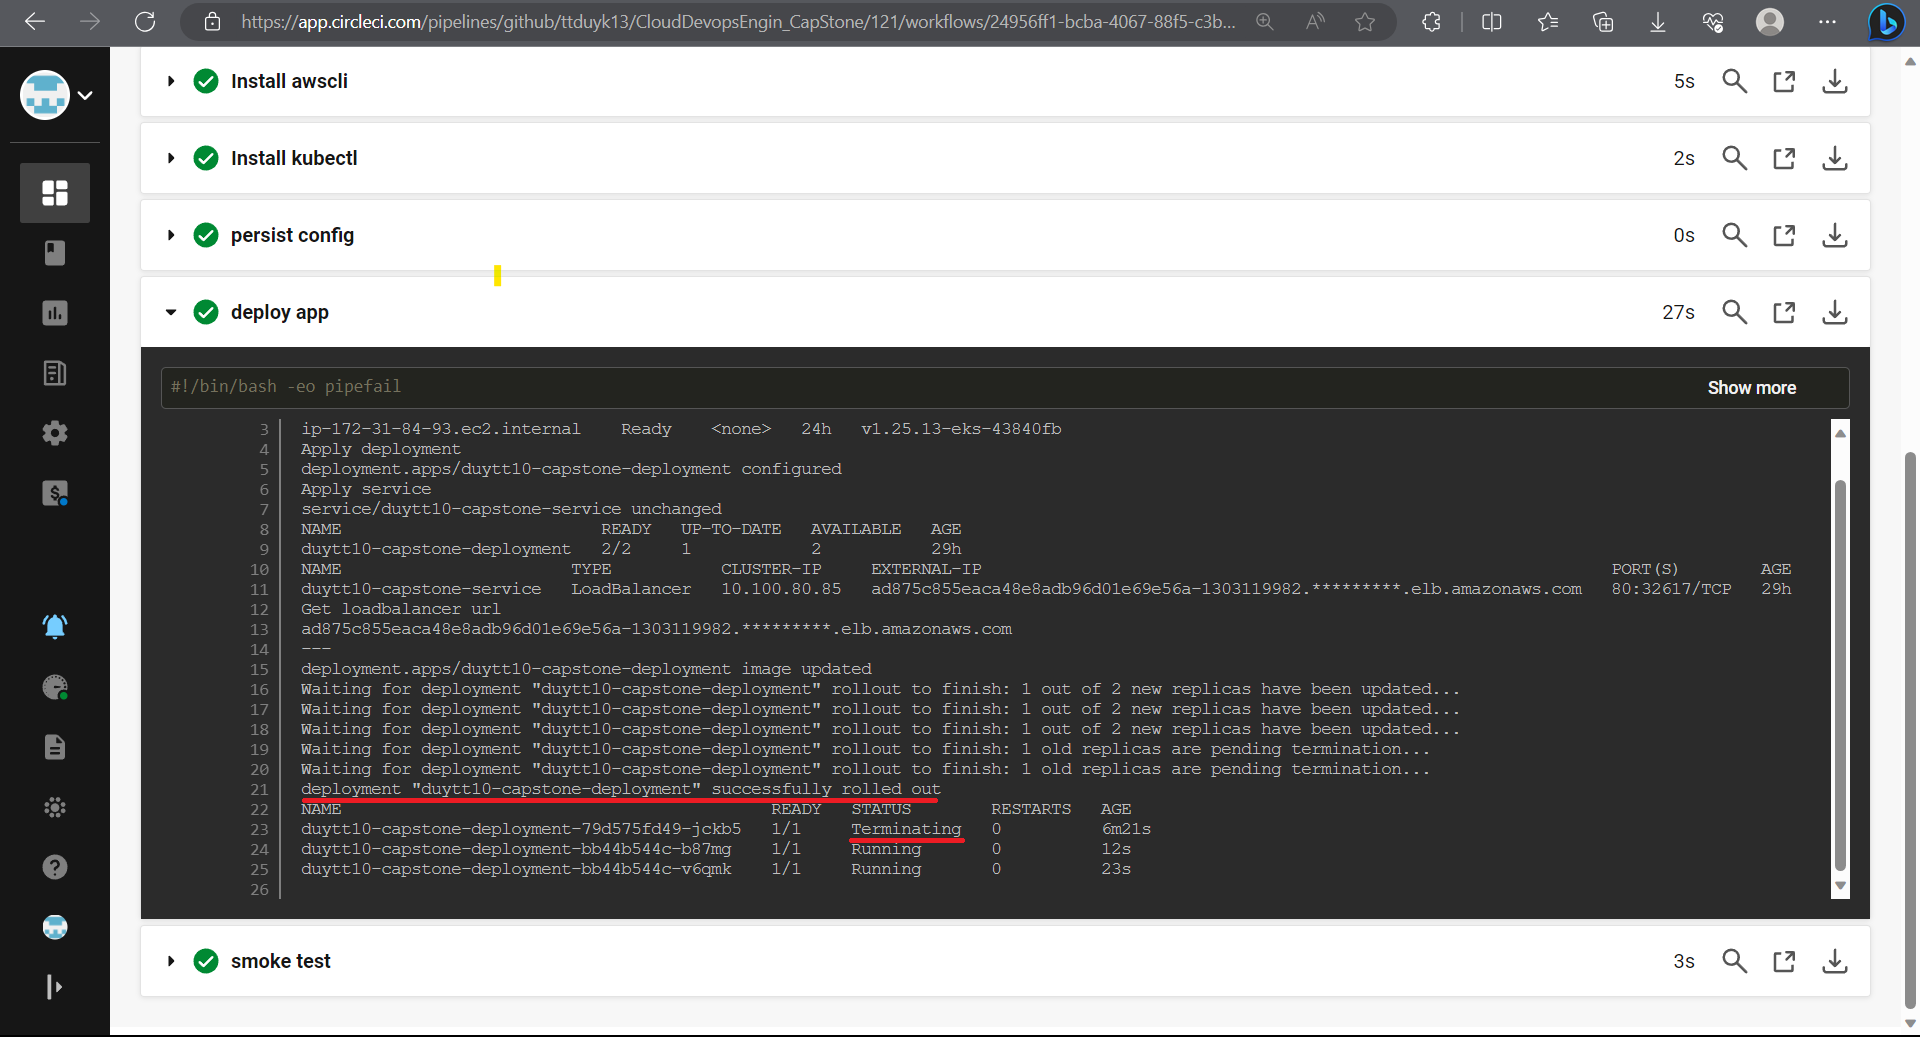 https://app.circleci.com/pipelines/github/ttduyk13/CloudDevopsEngin_CapStone/121/workflows/24956ff1-bcba-4067-88f5-c3b...
Install awscli 5s
Install kubectl 2s
persist config 0s
deploy app 27s
#!/bin/bash -eo pipefail Show more
3 ip-172-31-84-93.ec2.internal Ready <none> 24h v1.25.13-eks-43840fb
4 Apply deployment
5 deployment.apps/duytt10-capstone-deployment configured
6 Apply service
7 service/duytt10-capstone-service unchanged
8 NAME READY UP-TO-DATE AVAILABLE AGE
9 duytt10-capstone-deployment 2/2 1 2 29h
10 NAME TYPE CLUSTER-IP EXTERNAL-IP PORT(S) AGE
11 duytt10-capstone-service LoadBalancer 10.100.80.85 ad875c855eaca48e8adb96d01e69e56a-1303119982.*********.elb.amazonaws.com 80:32617/TCP 29h
12 Get loadbalancer url
13 ad875c855eaca48e8adb96d01e69e56a-1303119982.*********.elb.amazonaws.com
14 ---
15 deployment.apps/duytt10-capstone-deployment image updated
16 Waiting for deployment "duytt10-capstone-deployment" rollout to finish: 1 out of 2 new replicas have been updated...
17 Waiting for deployment "duytt10-capstone-deployment" rollout to finish: 1 out of 2 new replicas have been updated...
18 Waiting for deployment "duytt10-capstone-deployment" rollout to finish: 1 out of 2 new replicas have been updated...
19 Waiting for deployment "duytt10-capstone-deployment" rollout to finish: 1 old replicas are pending termination...
20 Waiting for deployment "duytt10-capstone-deployment" rollout to finish: 1 old replicas are pending termination...
21 deployment "duytt10-capstone-deployment" successfully rolled out
22 NAME READY STATUS RESTARTS AGE
23 duytt10-capstone-deployment-79d575fd49-jckb5 1/1 Terminating 0 6m21s
24 duytt10-capstone-deployment-bb44b544c-b87mg 1/1 Running 0 12s
25 duytt10-capstone-deployment-bb44b544c-v6qmk 1/1 Running 0 23s
26
smoke test 3s